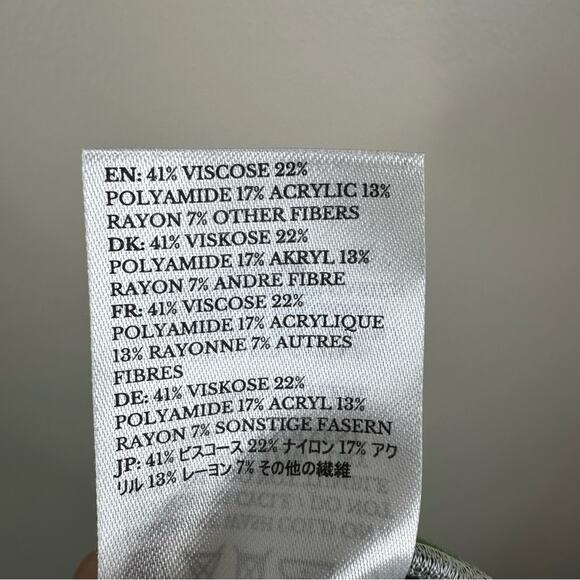 EN: 41% VISCOSE 22%
POLYAMIDE 17% ACRYLIC 13%
RAYON 7% OTHER FIBERS
DK: 41% VISKOSE 22%
POLYAMIDE 17% AKRYL 13%
RAYON 7% ANDRE FIBRE
FR: 41% VISCOSE 22%
POLYAMIDE 17% ACRYLIQUE
13% RAYONNE 7% AUTRES
FIBRES
DE: 41% VISKOSE 22%
POLYAMIDE 17% ACRYL 13%
RAYON 7% SONSTIGE FASERN
JP: 41% ビスコース 22% ナイロン 17% アク
リル 13% レーヨン 7% その他の繊維